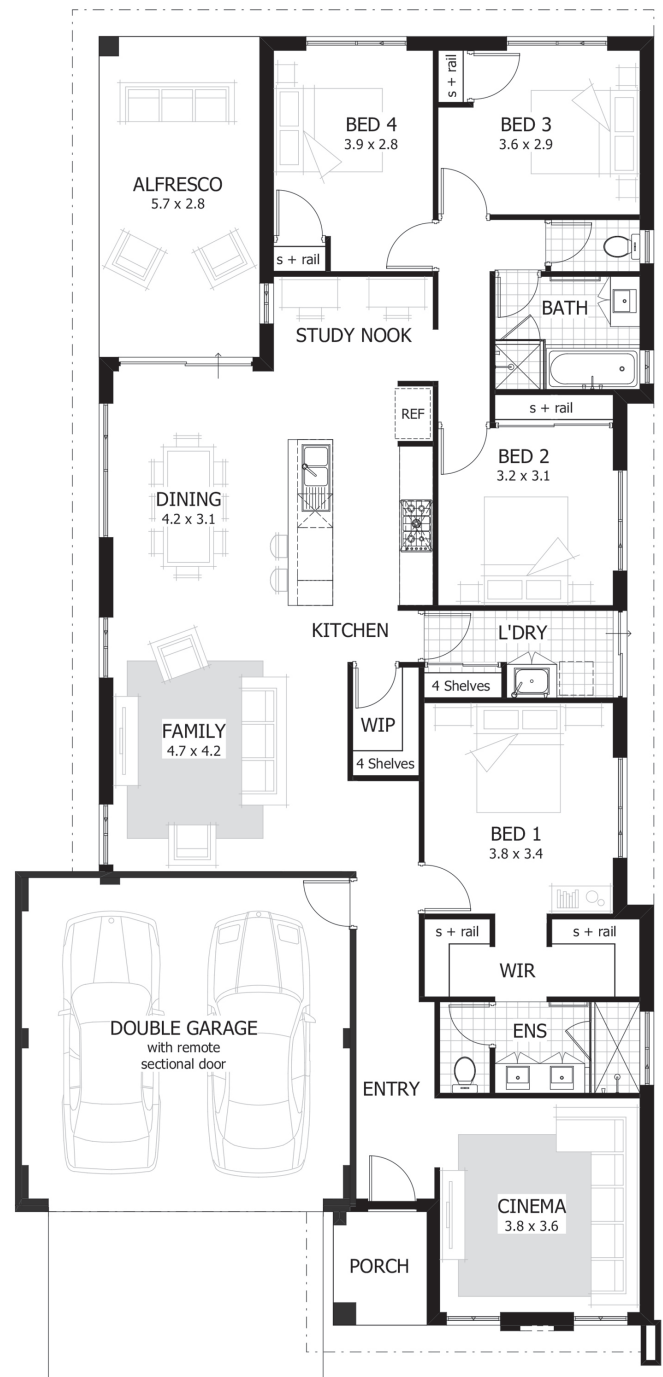 s + rail
BED 4
3.9 x 2.8
BED 3
3.6 x 2.9
ALFRESCO
5.7 x 2.8
s + rail
BATH
STUDY NOOK
s + rail
REF
BED 2
3.2 x 3.1
DINING
4.2 x 3.1
KITCHEN
L'DRY
4 Shelves
WIP
4 Shelves
FAMILY
4.7 x 4.2
BED 1
3.8 x 3.4
s + rail
s + rail
WIR
DOUBLE GARAGE
with remote
sectional door
ENS
ENTRY
CINEMA
3.8 x 3.6
PORCH